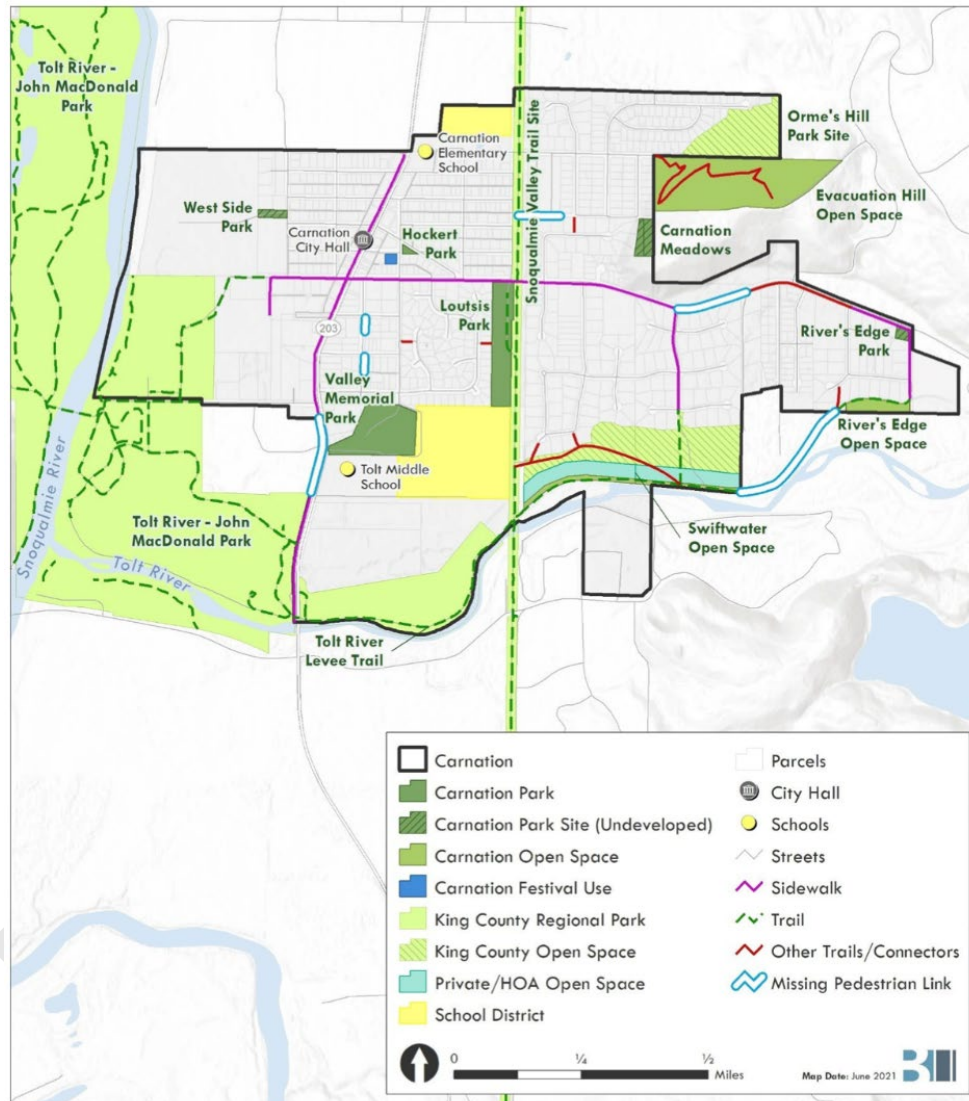 Tolt River -
John MacDonald
Park
Carnation
Elementary
School
Snoqualmie Valley Trail Site
Orme's Hill
Park Site
Evacuation Hill
Open Space
West Side
Park
Carnation
City Hall
Hockert
Park
Carnation
Meadows
Loutsis
Park
203
River's Edge
Park
Valley
Memorial
Park
River's Edge
Open Space
Tolt Middle
School
Snoqualmie River
Tolt River - John
MacDonald Park
Swiftwater
Open Space
Tolt River
Tolt River
Levee Trail
Carnation
Carnation Park
Carnation Park Site (Undeveloped)
Carnation Open Space
Carnation Festival Use
King County Regional Park
King County Open Space
Private/HOA Open Space
School District
Parcels
City Hall
Schools
Streets
Sidewalk
Trail
Other Trails/Connectors
Missing Pedestrian Link
0 ¼ ½
Miles
Map Date: June 2021